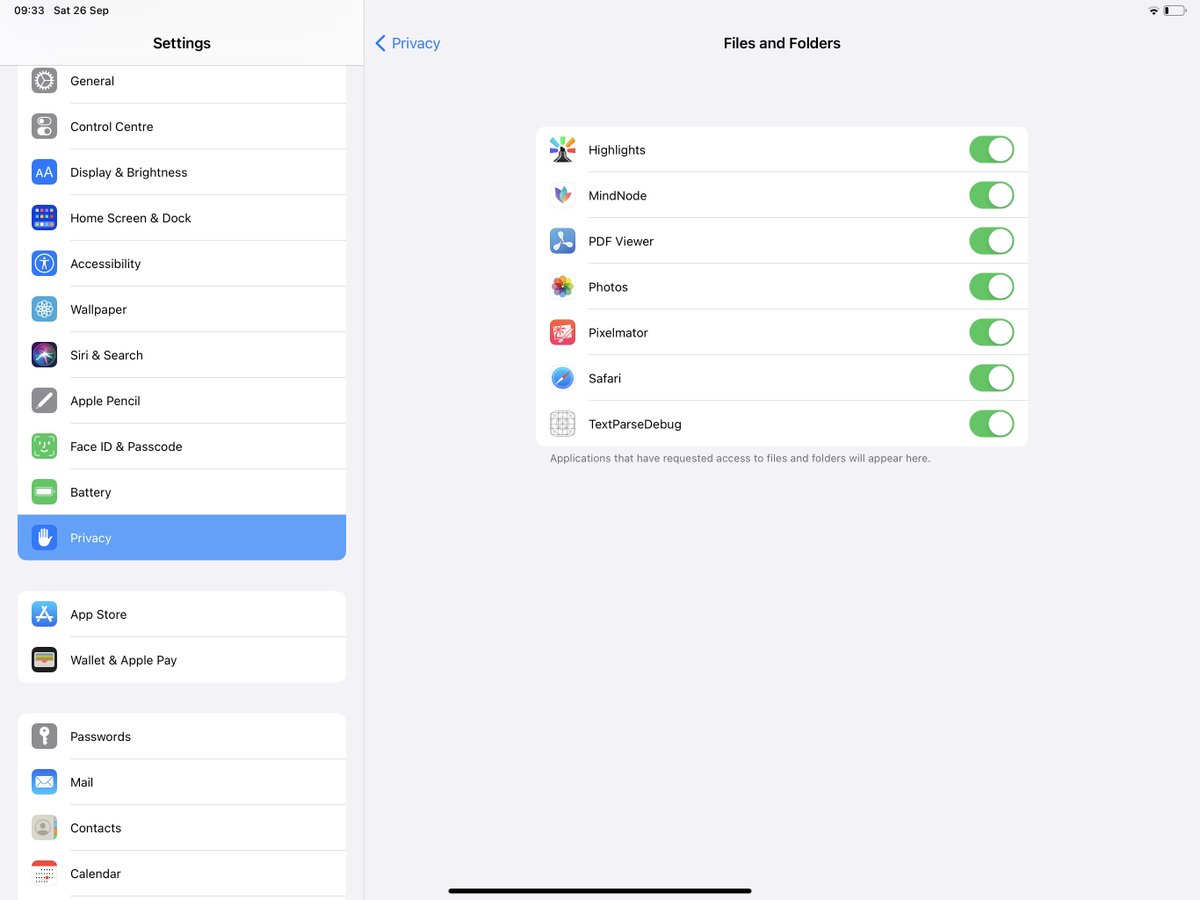 09:33 Sat 26 Sep
Settings
General
Control Centre
AA Display & Brightness
Home Screen & Dock
Accessibility
Wallpaper
Siri & Search
Apple Pencil
Face ID & Passcode
Battery
Privacy
App Store
Wallet & Apple Pay
Passwords
Mail
Contacts
Calendar
Privacy
Files and Folders
Highlights
MindNode
PDF Viewer
Photos
Pixelmator
Safari
TextParseDebug
Applications that have requested access to files and folders will appear here.